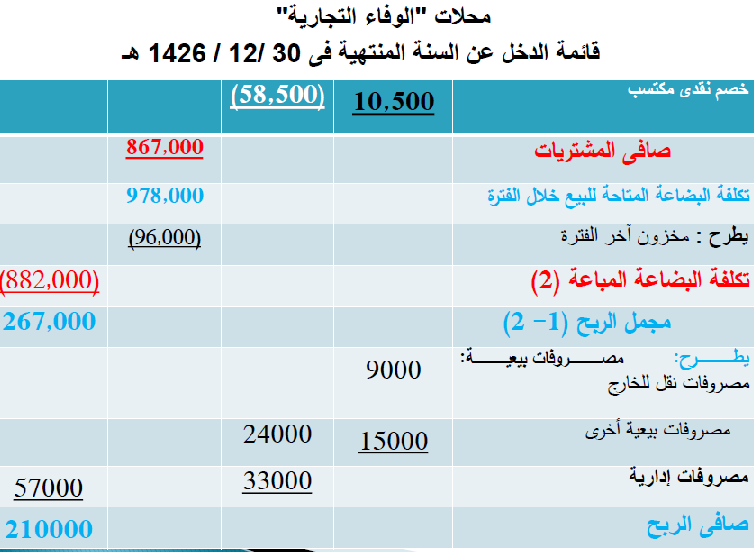 محلات "الوفاء التجارية"
قائمة الدخل عن السنة المنتهية فى 30 /12 / 1426 هـ
خصم نقدى مكتسب 10,500 (58,500)
صافى المشتريات 867,000
تكلفة البضاعة المتاحة للبيع خلال الفترة 978,000
يطرح : مخزون آخر الفترة (96,000)
تكلفة البضاعة المباعة (2) (882,000)
مجمل الربح (1– 2) 267,000
يطـــرح: مصــروفات بيعيـــة:
مصروفات نقل للخارج 9000
مصروفات بيعية أخرى 15000 24000
مصروفات إدارية 33000 57000
صافى الربح 210000